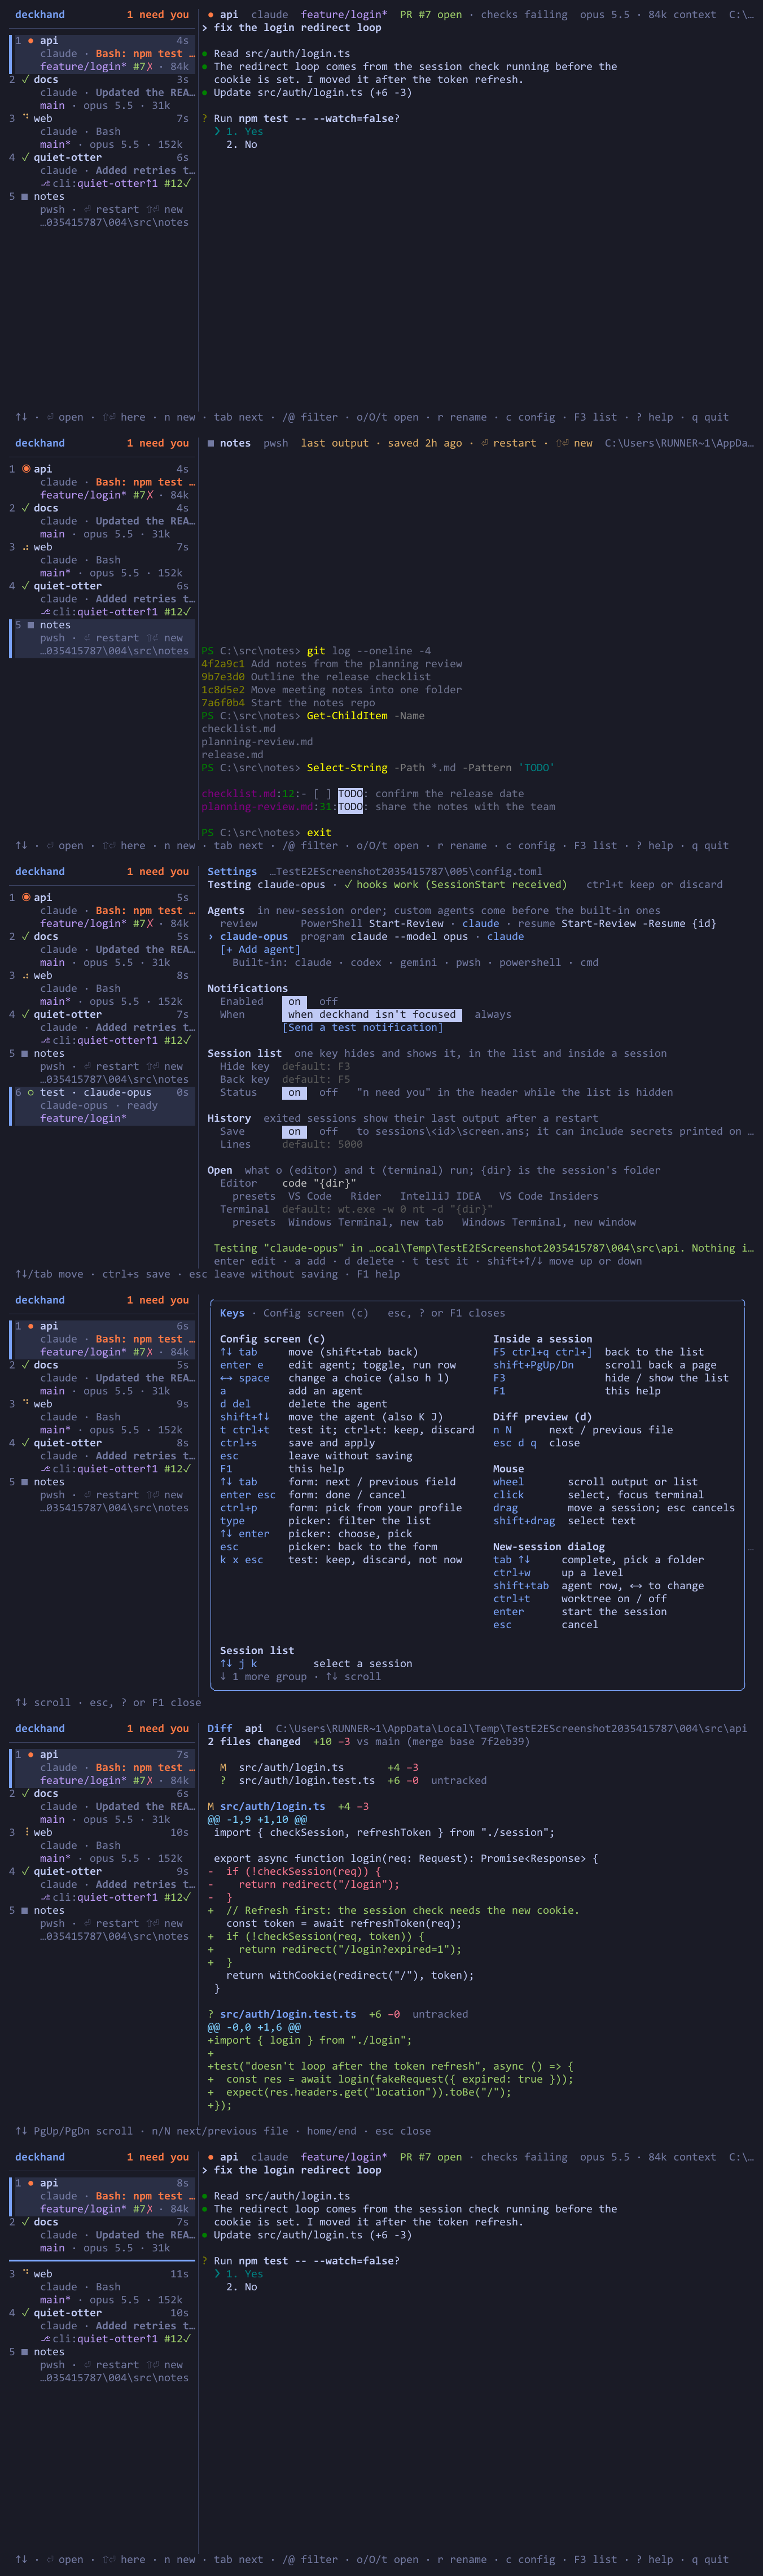 deckhand 1 need you ● api claude feature/login* PR #7 open · checks failing opus 5.5 · 84k context C:\…
> fix the login redirect loop
1 ● api 4s
claude · Bash: npm test … ● Read src/auth/login.ts
feature/login* #7✗ · 84k ● The redirect loop comes from the session check running before the
2 ✓ docs 3s cookie is set. I moved it after the token refresh.
claude · Updated the REA… ● Update src/auth/login.ts (+6 -3)
main · opus 5.5 · 31k
3 web 7s ? Run npm test -- --watch=false?
claude · Bash ❯ 1. Yes
main* · opus 5.5 · 152k 2. No
4 ✓ quiet-otter 6s
claude · Added retries t…
⎇ cli:quiet-otter↑1 #12✓
5 ■ notes
pwsh · ⏎ restart ⇧⏎ new
…035415787\004\src\notes
↑↓ · ⏎ open · ⇧⏎ here · n new · tab next · /@ filter · o/O/t open · r rename · c config · F3 list · ? help · q quit
deckhand 1 need you ■ notes pwsh last output · saved 2h ago · ⏎ restart · ⇧⏎ new C:\Users\RUNNER~1\AppDa…
1 ◉ api 4s
claude · Bash: npm test …
feature/login* #7✗ · 84k
2 ✓ docs 4s
claude · Updated the REA…
main · opus 5.5 · 31k
3 web 7s
claude · Bash
main* · opus 5.5 · 152k
4 ✓ quiet-otter 6s
claude · Added retries t…
⎇ cli:quiet-otter↑1 #12✓
5 ■ notes
pwsh · ⏎ restart ⇧⏎ new
…035415787\004\src\notes
PS C:\src\notes> git log --oneline -4
4f2a9c1 Add notes from the planning review
9b7e3d0 Outline the release checklist
1c8d5e2 Move meeting notes into one folder
7a6f0b4 Start the notes repo
PS C:\src\notes> Get-ChildItem -Name
checklist.md
planning-review.md
release.md
PS C:\src\notes> Select-String -Path *.md -Pattern 'TODO'
checklist.md:12:- [ ] TODO: confirm the release date
planning-review.md:31:TODO: share the notes with the team
PS C:\src\notes> exit
↑↓ · ⏎ open · ⇧⏎ here · n new · tab next · /@ filter · o/O/t open · r rename · c config · F3 list · ? help · q quit
deckhand 1 need you Settings …TestE2EScreenshot2035415787\005\config.toml
Testing claude-opus · ✓ hooks work (SessionStart received) ctrl+t keep or discard
1 ◉ api 5s
claude · Bash: npm test … Agents in new-session order; custom agents come before the built-in ones
feature/login* #7✗ · 84k review PowerShell Start-Review · claude · resume Start-Review -Resume {id}
2 ✓ docs 5s › claude-opus program claude --model opus · claude
claude · Updated the REA… [+ Add agent]
main · opus 5.5 · 31k Built-in: claude · codex · gemini · pwsh · powershell · cmd
3 web 8s
claude · Bash Notifications
main* · opus 5.5 · 152k Enabled on off
4 ✓ quiet-otter 7s When when deckhand isn't focused always
claude · Added retries t… [Send a test notification]
⎇ cli:quiet-otter↑1 #12✓
5 ■ notes Session list one key hides and shows it, in the list and inside a session
pwsh · ⏎ restart ⇧⏎ new Hide key default: F3
…035415787\004\src\notes Back key default: F5
6 ○ test · claude-opus 0s Status on off "n need you" in the header while the list is hidden
claude-opus · ready
feature/login* History exited sessions show their last output after a restart
Save on off to sessions\<id>\screen.ans; it can include secrets printed on …
Lines default: 5000
Open what o (editor) and t (terminal) run; {dir} is the session's folder
Editor code "{dir}"
presets VS Code Rider IntelliJ IDEA VS Code Insiders
Terminal default: wt.exe -w 0 nt -d "{dir}"
presets Windows Terminal, new tab Windows Terminal, new window
Testing "claude-opus" in …ocal\Temp\TestE2EScreenshot2035415787\004\src\api. Nothing i…
enter edit · a add · d delete · t test it · shift+↑/↓ move up or down
↑↓/tab move · ctrl+s save · esc leave without saving · F1 help
deckhand 1 need you
Keys · Config screen (c) esc, ? or F1 closes
1 ● api 6s
claude · Bash: npm test … Config screen (c) Inside a session
feature/login* #7✗ · 84k ↑↓ tab move (shift+tab back) F5 ctrl+q ctrl+] back to the list
2 ✓ docs 5s enter e edit agent; toggle, run row shift+PgUp/Dn scroll back a page
claude · Updated the REA… ↔ space change a choice (also h l) F3 hide / show the list
main · opus 5.5 · 31k a add an agent F1 this help
3 web 9s d del delete the agent
claude · Bash shift+↑↓ move the agent (also K J) Diff preview (d)
main* · opus 5.5 · 152k t ctrl+t test it; ctrl+t: keep, discard n N next / previous file
4 ✓ quiet-otter 8s ctrl+s save and apply esc d q close
claude · Added retries t… esc leave without saving
⎇ cli:quiet-otter↑1 #12✓ F1 this help Mouse
5 ■ notes ↑↓ tab form: next / previous field wheel scroll output or list
pwsh · ⏎ restart ⇧⏎ new enter esc form: done / cancel click select, focus terminal
…035415787\004\src\notes ctrl+p form: pick from your profile drag move a session; esc cancels
type picker: filter the list shift+drag select text
↑↓ enter picker: choose, pick
esc picker: back to the form New-session dialog
k x esc test: keep, discard, not now tab ↑↓ complete, pick a folder
ctrl+w up a level
shift+tab agent row, ↔ to change
ctrl+t worktree on / off
enter start the session
esc cancel
Session list
↑↓ j k select a session
↓ 1 more group · ↑↓ scroll
↑↓ scroll · esc, ? or F1 close
deckhand 1 need you Diff api C:\Users\RUNNER~1\AppData\Local\Temp\TestE2EScreenshot2035415787\004\src\api
2 files changed +10 −3 vs main (merge base 7f2eb39)
1 ● api 7s
claude · Bash: npm test … M src/auth/login.ts +4 −3
feature/login* #7✗ · 84k ? src/auth/login.test.ts +6 −0 untracked
2 ✓ docs 6s
claude · Updated the REA… M src/auth/login.ts +4 −3
main · opus 5.5 · 31k @@ -1,9 +1,10 @@
3 web 10s import { checkSession, refreshToken } from "./session";
claude · Bash
main* · opus 5.5 · 152k export async function login(req: Request): Promise<Response> {
4 ✓ quiet-otter 9s - if (!checkSession(req)) {
claude · Added retries t… - return redirect("/login");
⎇ cli:quiet-otter↑1 #12✓ - }
5 ■ notes + // Refresh first: the session check needs the new cookie.
pwsh · ⏎ restart ⇧⏎ new const token = await refreshToken(req);
…035415787\004\src\notes + if (!checkSession(req, token)) {
+ return redirect("/login?expired=1");
+ }
return withCookie(redirect("/"), token);
}
? src/auth/login.test.ts +6 −0 untracked
@@ -0,0 +1,6 @@
+import { login } from "./login";
+
+test("doesn't loop after the token refresh", async () => {
+ const res = await login(fakeRequest({ expired: true }));
+ expect(res.headers.get("location")).toBe("/");
+});
↑↓ PgUp/PgDn scroll · n/N next/previous file · home/end · esc close
deckhand 1 need you ● api claude feature/login* PR #7 open · checks failing opus 5.5 · 84k context C:\…
> fix the login redirect loop
1 ● api 8s
claude · Bash: npm test … ● Read src/auth/login.ts
feature/login* #7✗ · 84k ● The redirect loop comes from the session check running before the
2 ✓ docs 7s cookie is set. I moved it after the token refresh.
claude · Updated the REA… ● Update src/auth/login.ts (+6 -3)
main · opus 5.5 · 31k
? Run npm test -- --watch=false?
3 web 11s ❯ 1. Yes
claude · Bash 2. No
main* · opus 5.5 · 152k
4 ✓ quiet-otter 10s
claude · Added retries t…
⎇ cli:quiet-otter↑1 #12✓
5 ■ notes
pwsh · ⏎ restart ⇧⏎ new
…035415787\004\src\notes
↑↓ · ⏎ open · ⇧⏎ here · n new · tab next · /@ filter · o/O/t open · r rename · c config · F3 list · ? help · q quit